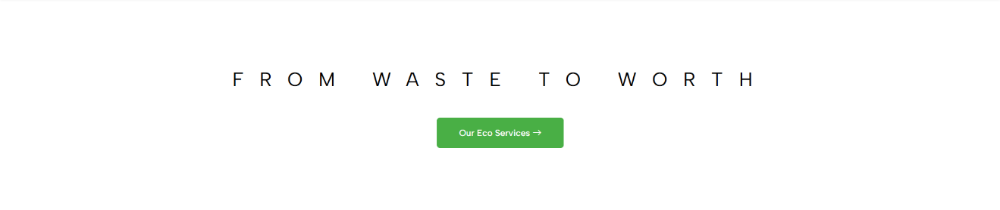 FROM WASTE TO WORTH
Our Eco Services →